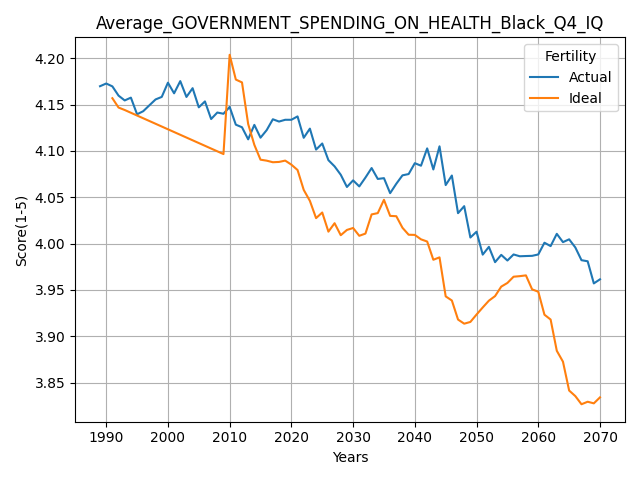 Average_GOVERNMENT_SPENDING_ON_HEALTH_Black_Q4_IQ
Fertility
Actual
Ideal
Score(1-5)
4.20
4.15
4.10
4.05
4.00
3.95
3.90
3.85
1990 2000 2010 2020 2030 2040 2050 2060 2070
Years